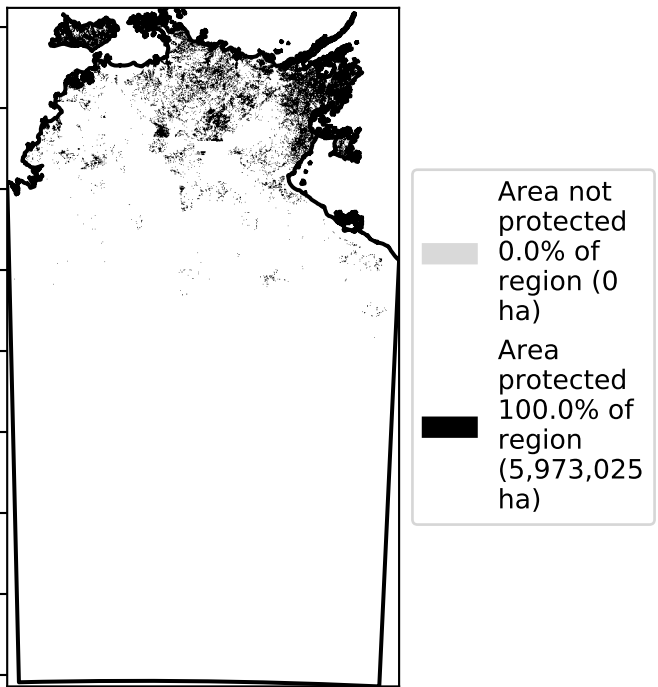 Area not
protected
0.0% of
region (0
ha)
Area
protected
100.0% of
region
(5,973,025
ha)